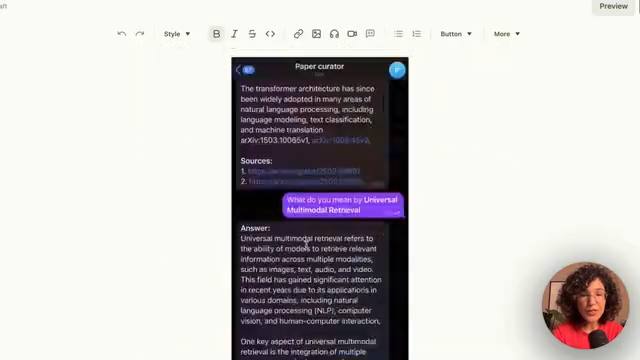 aft
Preview
Style
B
Button
More
Paper curator
The transformer architecture has since
been widely adopted in many areas of
natural language processing, including
language modeling, text classification,
and machine translation
arXiv:1503.10065v1,
Sources:
1.
2.
What do you mean by Universal
Multimodal Retrieval
Answer:
Universal multimodal retrieval refers to
the ability of models to retrieve relevant
information across multiple modalities,
such as images, text, audio, and video.
This field has gained significant attention
in recent years due to its applications in
various domains, including natural
language processing (NLP), computer
vision, and human-computer interaction.
One key aspect of universal multimodal
retrieval is the integration of multiple